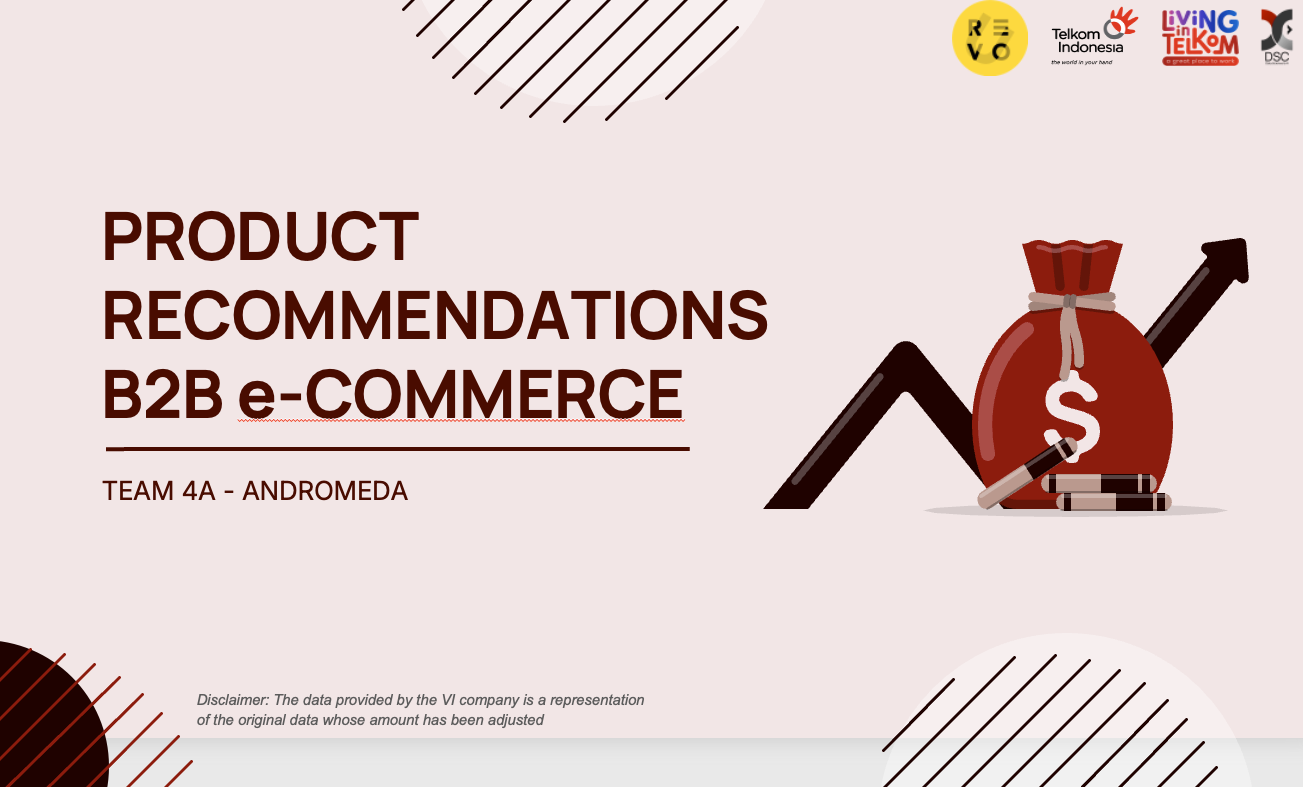 R E
V O
Telkom
Indonesia
the world in your hand
LiViNG
in
TELKOM
a great place to work
DSC
PRODUCT
RECOMMENDATIONS
B2B e-COMMERCE
TEAM 4A - ANDROMEDA
$
Disclaimer: The data provided by the VI company is a representation
of the original data whose amount has been adjusted